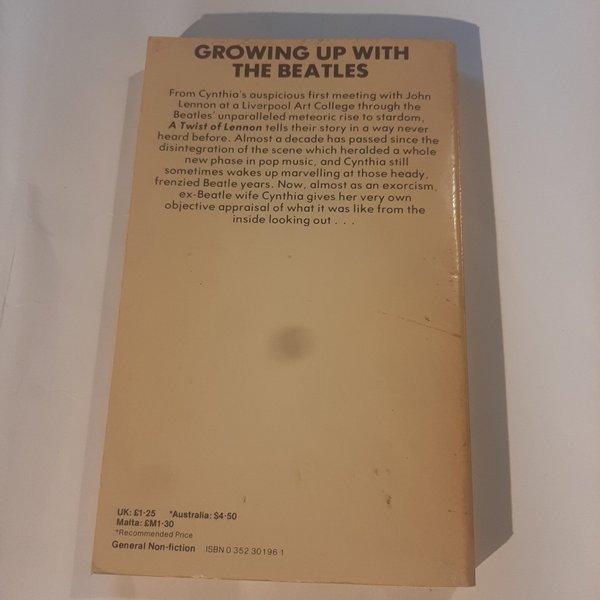 GROWING UP WITH
THE BEATLES
From Cynthia's auspicious first meeting with John
Lennon at a Liverpool Art College through the
Beatles' unparalleled meteoric rise to stardom,
A Twist of Lennon tells their story in a way never
heard before. Almost a decade has passed since the
disintegration of the scene which heralded a whole
new phase in pop music, and Cynthia still
sometimes wakes up marvelling at those heady,
frenzied Beatle years. Now, almost as an exorcism,
ex-Beatle wife Cynthia gives her very own
objective appraisal of what it was like from the
inside looking out . . .
UK: £1·25 *Australia: $4·50
Malta: £M1·30
*Recommended Price
General Non-fiction ISBN 0 352 30196 1